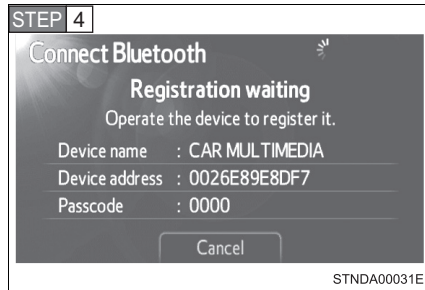 STEP 4
Connect Bluetooth
Registration waiting
Operate the device to register it.
Device name : CAR MULTIMEDIA
Device address : 0026E89E8DF7
Passcode : 0000
Cancel
STNDA00031E